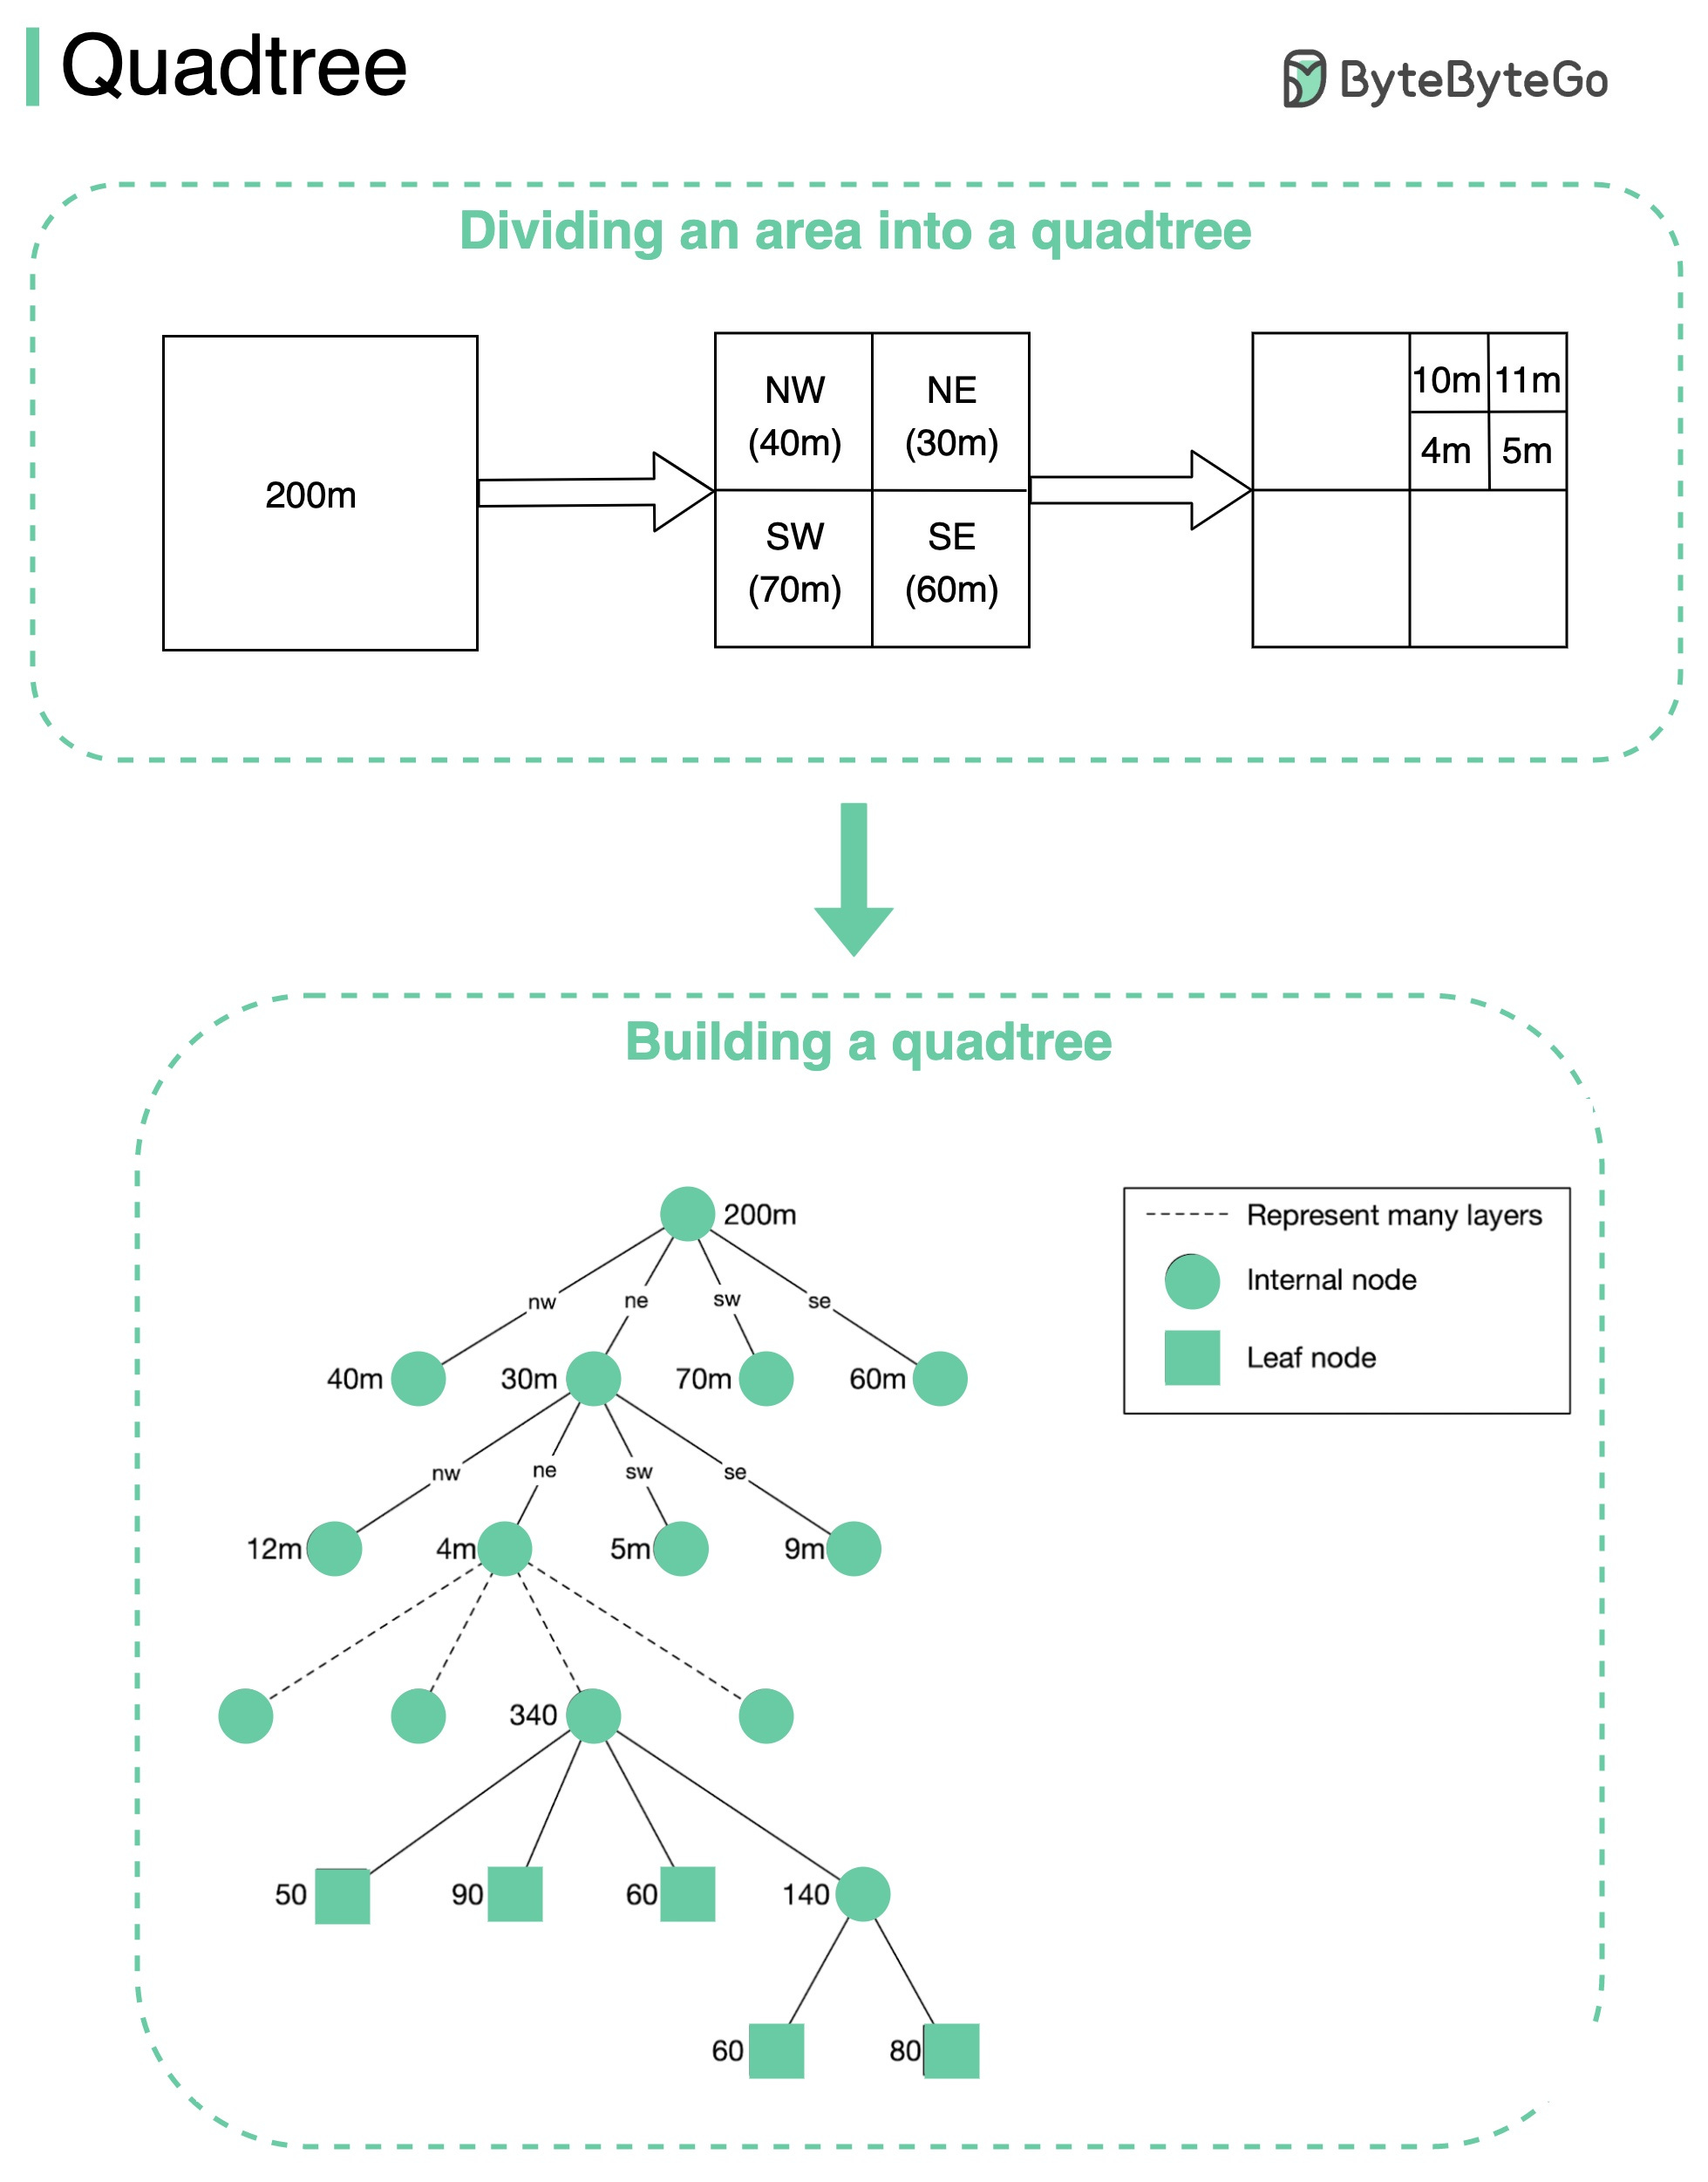 Quadtree
ByteByteGo
Dividing an area into a quadtree
200m
NW
(40m)
NE
(30m)
SW
(70m)
SE
(60m)
10m
11m
4m
5m
Building a quadtree
200m
nw
ne
sw
se
40m
30m
70m
60m
nw
ne
sw
se
12m
4m
5m
9m
340
50
90
60
140
60
80
Represent many layers
Internal node
Leaf node